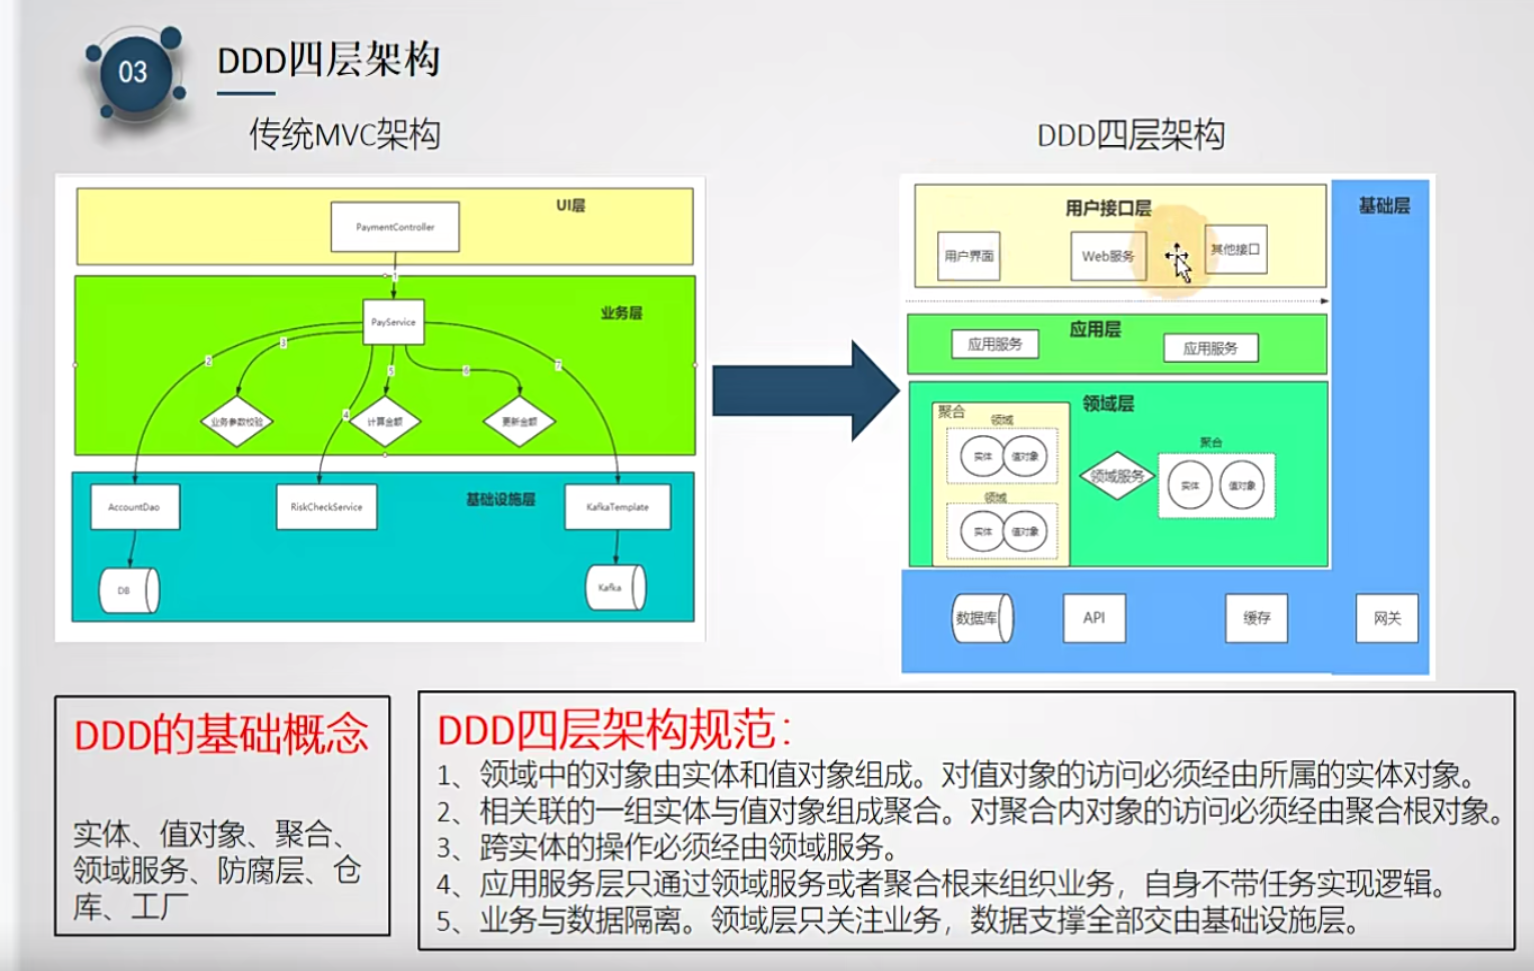 03
DDD四层架构
传统MVC架构
DDD四层架构
UI层
PaymentController
1
业务层
PayService
2
3
4
5
6
7
业务参数校验
计算金额
更新金额
基础设施层
AccountDao
RiskCheckService
KafkaTemplate
DB
Kafka
用户接口层
基础层
用户界面
Web服务
其他接口
应用层
应用服务
应用服务
领域层
聚合
领域
实体
值对象
领域
实体
值对象
领域服务
聚合
实体
值对象
数据库
API
缓存
网关
DDD的基础概念
实体、值对象、聚合、
领域服务、防腐层、仓
库、工厂
DDD四层架构规范:
1、领域中的对象由实体和值对象组成。对值对象的访问必须经由所属的实体对象。
2、相关联的一组实体与值对象组成聚合。对聚合内对象的访问必须经由聚合根对象。
3、跨实体的操作必须经由领域服务。
4、应用服务层只通过领域服务或者聚合根来组织业务，自身不带任务实现逻辑。
5、业务与数据隔离。领域层只关注业务，数据支撑全部交由基础设施层。